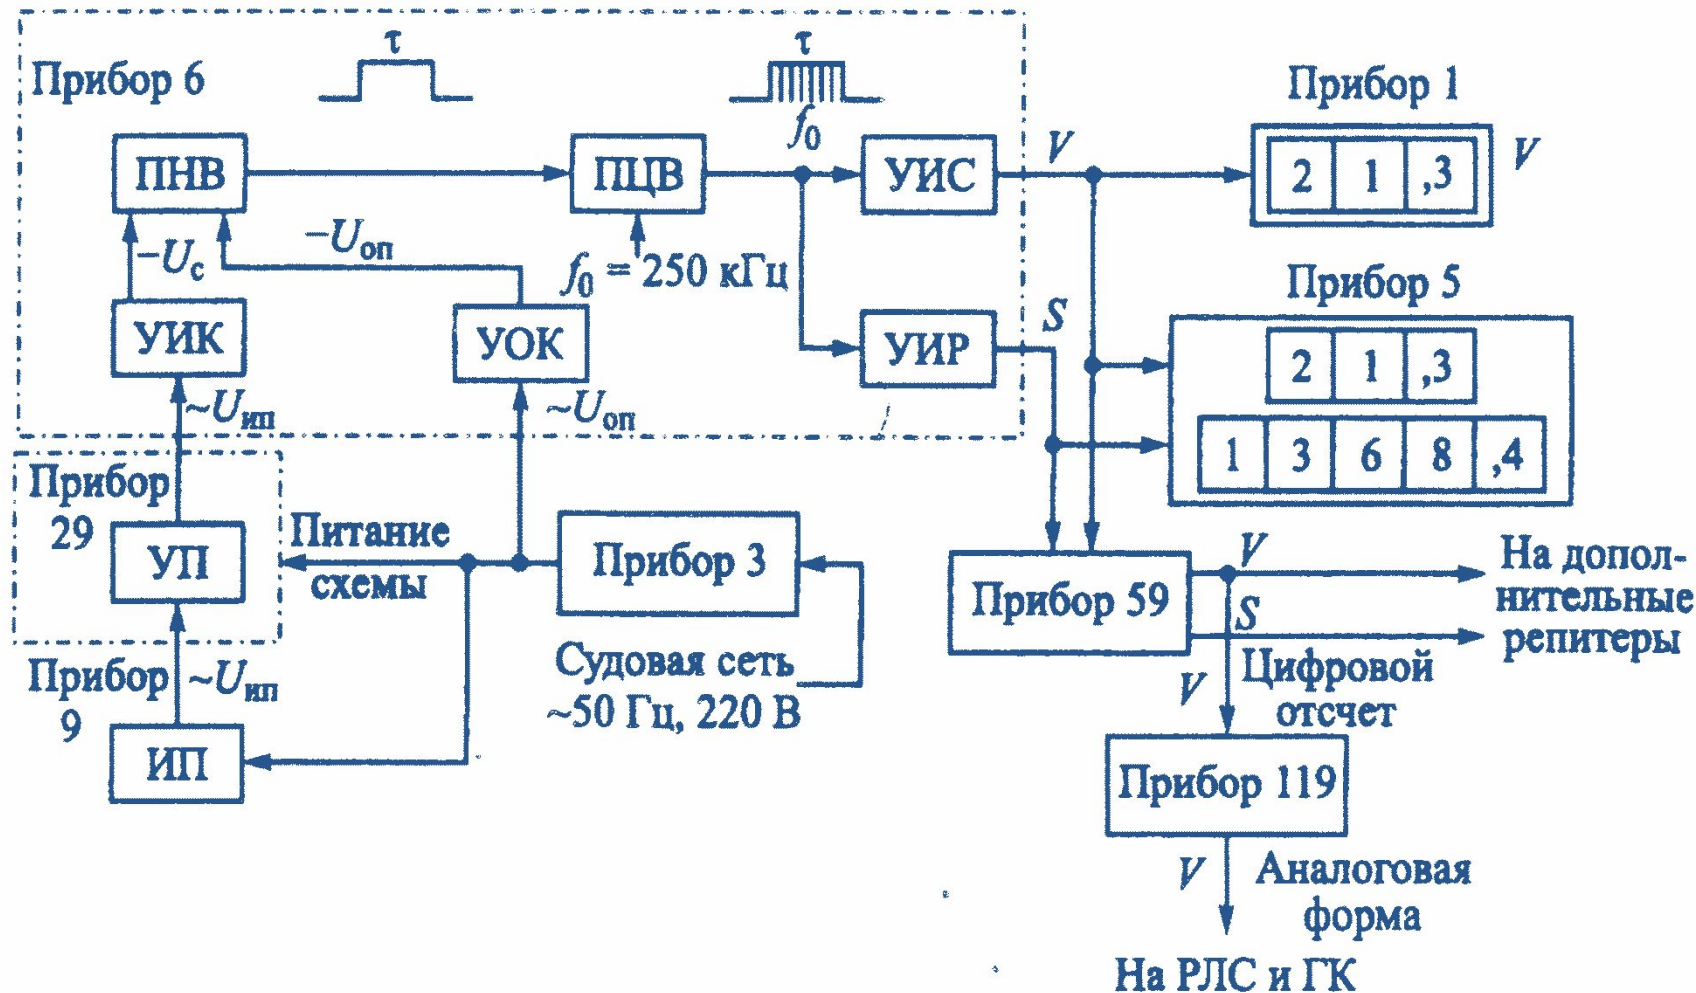 τ
τ
Прибор 6
Прибор 1
f₀
ПНВ
ПЦВ
УИС
V
2 1 ,3
V
−Uс
−Uоп
f₀ = 250 кГц
Прибор 5
УИК
УОК
УИР
S
2 1 ,3
~Uип
~Uоп
1 3 6 8 ,4
Прибор
29
УП
Питание
схемы
Прибор 3
Прибор 59
V
S
На допол-
нительные
репитеры
Судовая сеть
~50 Гц, 220 В
Прибор
9
~Uип
V
Цифровой
отсчет
ИП
Прибор 119
V
Аналоговая
форма
На РЛС и ГК